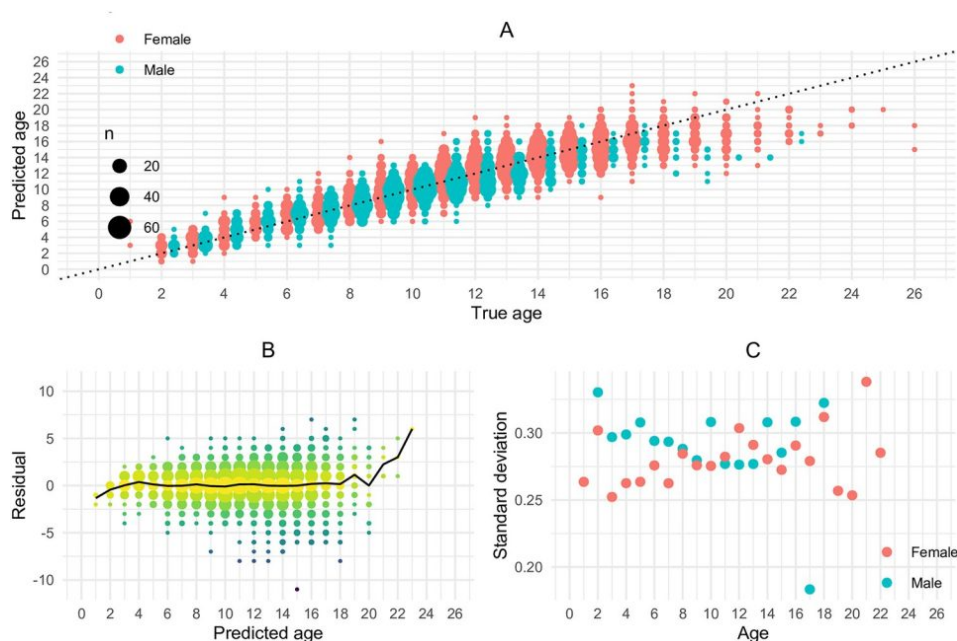 A
Female
Male
n
20
40
60
Predicted age
26
24
22
20
18
16
14
12
10
8
6
4
2
0
0 2 4 6 8 10 12 14 16 18 20 22 24 26
True age
B
Residual
10
5
0
-5
-10
0 2 4 6 8 10 12 14 16 18 20 22 24 26
Predicted age
C
Standard deviation
0.30
0.25
0.20
Female
Male
0 2 4 6 8 10 12 14 16 18 20 22 24 26
Age